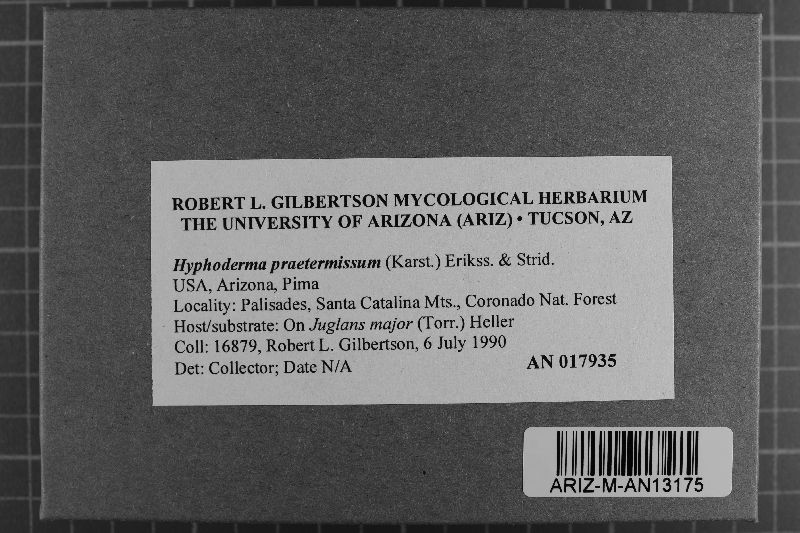 ROBERT L. GILBERTSON MYCOLOGICAL HERBARIUM
THE UNIVERSITY OF ARIZONA (ARIZ) • TUCSON, AZ
Hyphoderma praetermissum (Karst.) Erikss. & Strid.
USA, Arizona, Pima
Locality: Palisades, Santa Catalina Mts., Coronado Nat. Forest
Host/substrate: On Juglans major (Torr.) Heller
Coll: 16879, Robert L. Gilbertson, 6 July 1990
Det: Collector; Date N/A AN 017935
ARIZ-M-AN13175